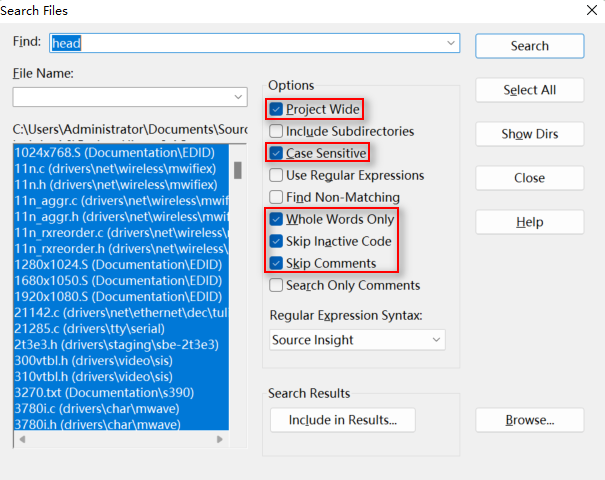 Search Files
Find:
head
Search
File Name:
Select All
C:\Users\Administrator\Documents\Sourc
1024x768.S (Documentation\EDID)
11n.c (drivers\net\wireless\mwifiex)
11n.h (drivers\net\wireless\mwifiex)
11n_aggr.c (drivers\net\wireless\mwifi
11n_aggr.h (drivers\net\wireless\mwif
11n_rxreorder.c (drivers\net\wireless\
11n_rxreorder.h (drivers\net\wireless\
1280x1024.S (Documentation\EDID)
1680x1050.S (Documentation\EDID)
1920x1080.S (Documentation\EDID)
21142.c (drivers\net\ethernet\dec\tul
21285.c (drivers\tty\serial)
2t3e3.h (drivers\staging\sbe-2t3e3)
300vtbl.h (drivers\video\sis)
310vtbl.h (drivers\video\sis)
3270.txt (Documentation\s390)
3780i.c (drivers\char\mwave)
3780i.h (drivers\char\mwave)
Options
Project Wide
Include Subdirectories
Case Sensitive
Use Regular Expressions
Find Non-Matching
Whole Words Only
Skip Inactive Code
Skip Comments
Search Only Comments
Regular Expression Syntax:
Source Insight
Search Results
Include in Results...
Show Dirs
Close
Help
Browse...